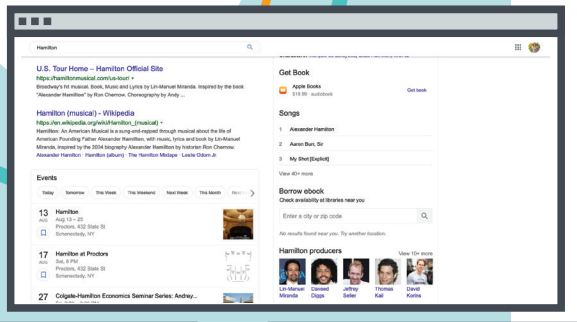 Hamilton
U.S. Tour Home – Hamilton Official Site
https://hamiltonmusical.com/us-tour/
Broadway's hit musical. Book, Music and Lyrics by Lin-Manuel Miranda. Inspired by the book
"Alexander Hamilton" by Ron Chernow. Choreography by Andy ...
Hamilton (musical) - Wikipedia
https://en.wikipedia.org/wiki/Hamilton_(musical)
Hamilton: An American Musical is a sung-and-rapped through musical about the life of
American Founding Father Alexander Hamilton, with music, lyrics and book by Lin-Manuel
Miranda, inspired by the 2004 biography Alexander Hamilton by historian Ron Chernow.
Alexander Hamilton · Hamilton (album) · The Hamilton Mixtape · Leslie Odom Jr.
Events
Today Tomorrow This Week This Weekend Next Week This Month
13 Hamilton
AUG Aug 13 – 25
Proctors, 432 State St
Schenectady, NY
17 Hamilton at Proctors
AUG Sat, 8 PM
Proctors, 432 State St
Schenectady, NY
27 Colgate-Hamilton Economics Seminar Series: Andrey...
Get Book
Apple Books
$19.99 · audiobook
Get book
Songs
1 Alexander Hamilton
2 Aaron Burr, Sir
3 My Shot [Explicit]
View 40+ more
Borrow ebook
Check availability at libraries near you
Enter a city or zip code
No results found near you. Try another location.
Hamilton producers
View 10+ more
Lin-Manuel Miranda
Daveed Diggs
Jeffrey Seller
Thomas Kail
David Korins